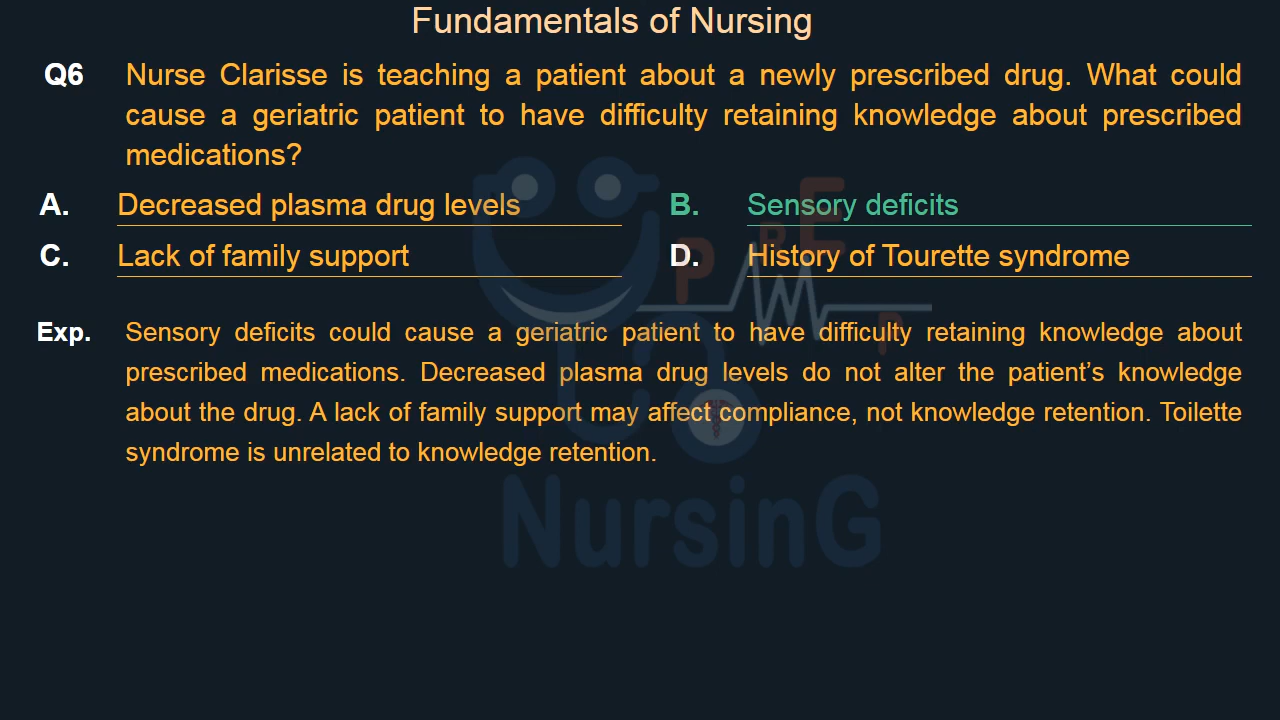 Fundamentals of Nursing
Q6 Nurse Clarisse is teaching a patient about a newly prescribed drug. What could
cause a geriatric patient to have difficulty retaining knowledge about prescribed
medications?
A. Decreased plasma drug levels B. Sensory deficits
C. Lack of family support D. History of Tourette syndrome
Exp. Sensory deficits could cause a geriatric patient to have difficulty retaining knowledge about
prescribed medications. Decreased plasma drug levels do not alter the patient’s knowledge
about the drug. A lack of family support may affect compliance, not knowledge retention. Toilette
syndrome is unrelated to knowledge retention.
PREP
NursinG